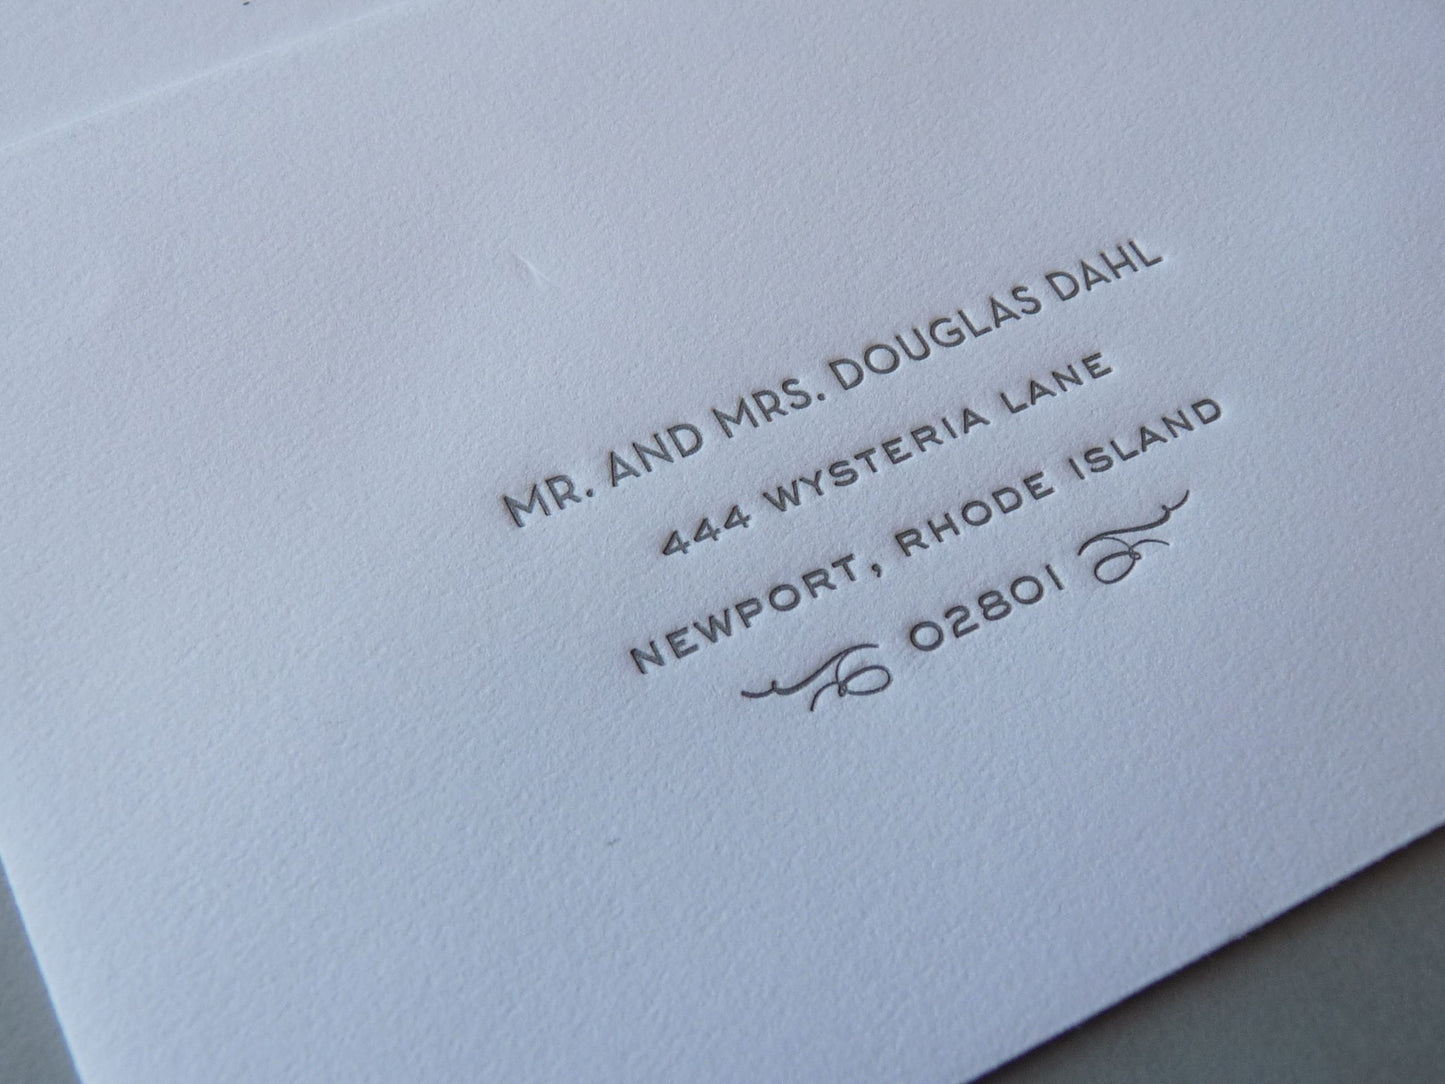 MR. AND MRS. DOUGLAS DAHL
444 WYSTERIA LANE
NEWPORT, RHODE ISLAND
02801